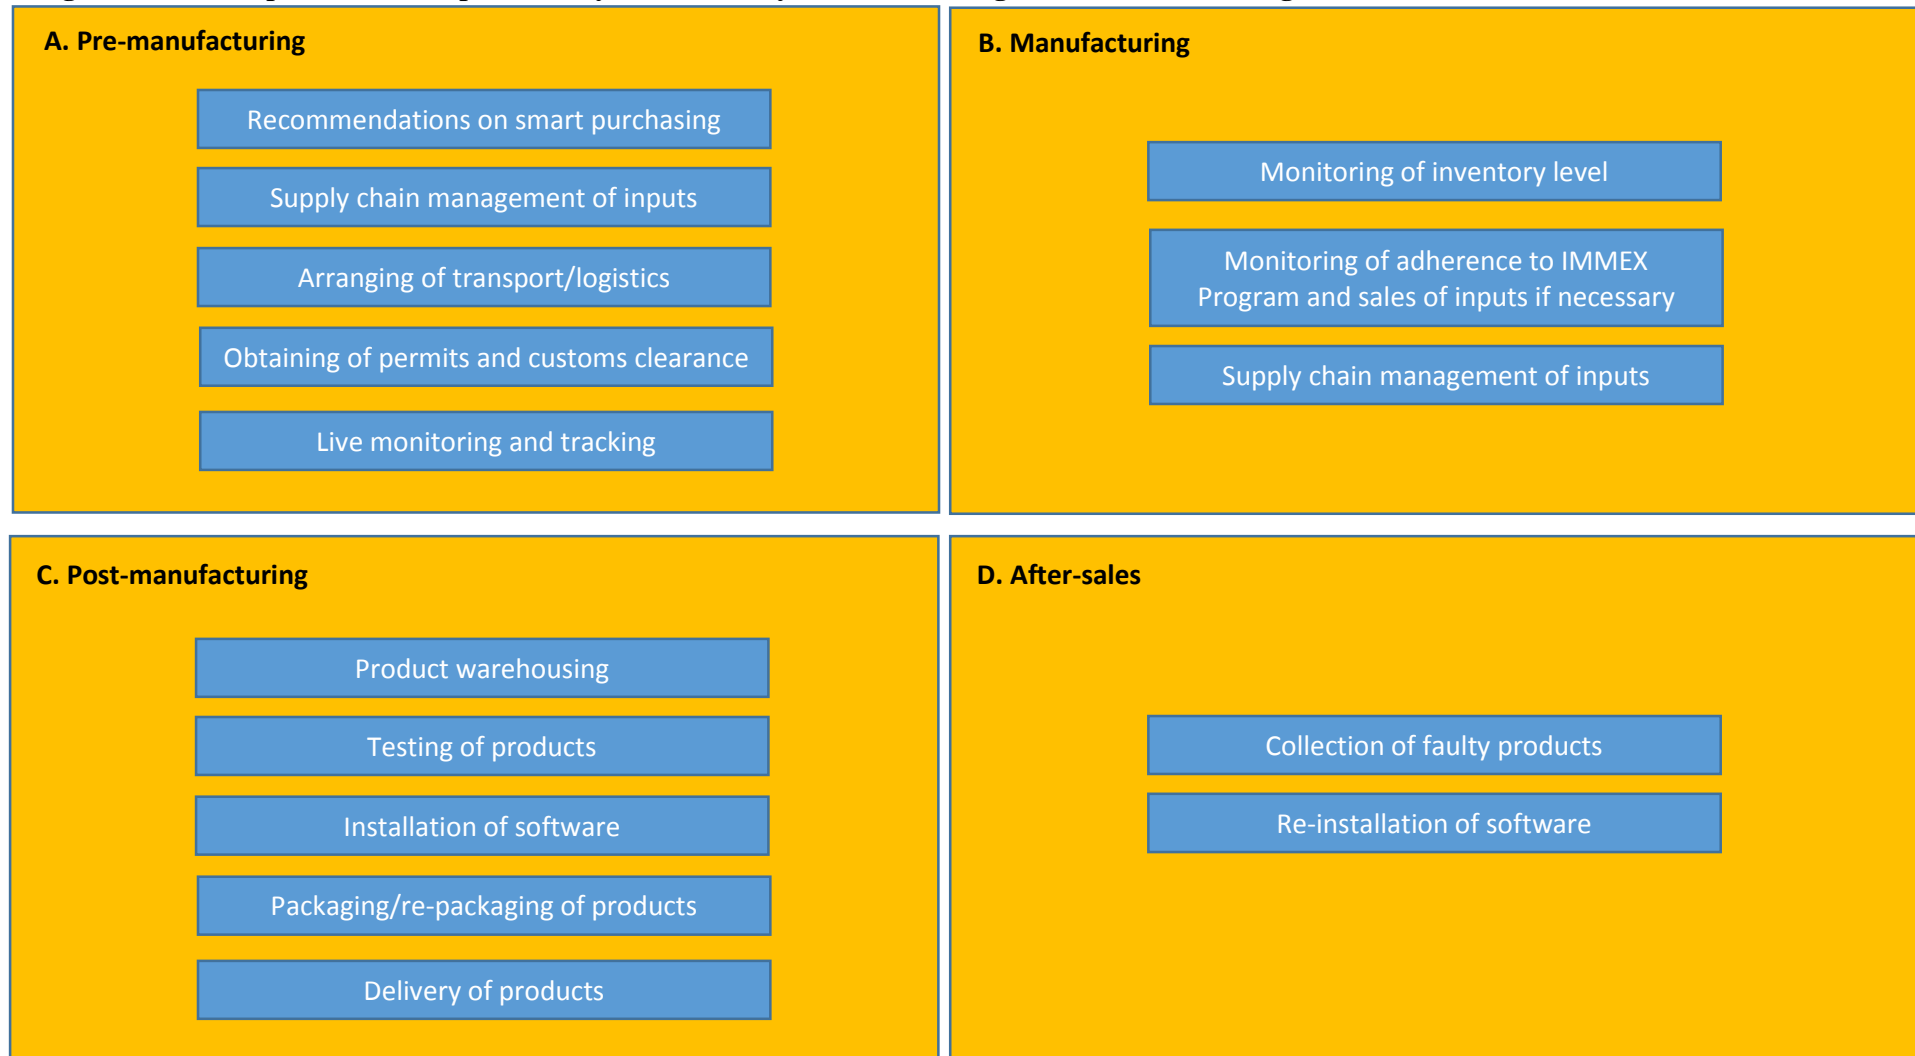 A. Pre-manufacturing
Recommendations on smart purchasing
Supply chain management of inputs
Arranging of transport/logistics
Obtaining of permits and customs clearance
Live monitoring and tracking
B. Manufacturing
Monitoring of inventory level
Monitoring of adherence to IMMEX
Program and sales of inputs if necessary
Supply chain management of inputs
C. Post-manufacturing
Product warehousing
Testing of products
Installation of software
Packaging/re-packaging of products
Delivery of products
D. After-sales
Collection of faulty products
Re-installation of software